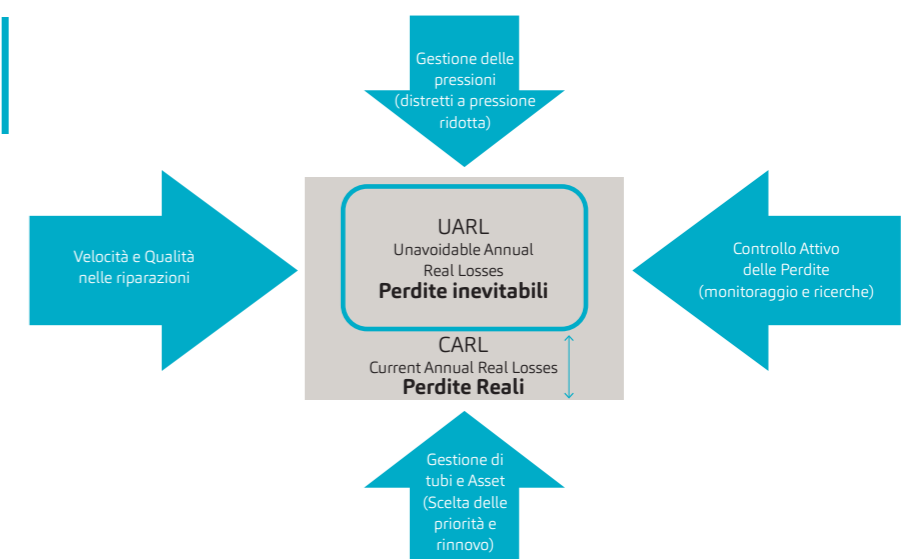 Gestione delle
pressioni
(distretti a pressione
ridotta)
Velocità e Qualità
nelle riparazioni
UARL
Unavoidable Annual
Real Losses
Perdite inevitabili
CARL
Current Annual Real Losses
Perdite Reali
Controllo Attivo
delle Perdite
(monitoraggio e ricerche)
Gestione di
tubi e Asset
(Scelta delle
priorità e
rinnovo)